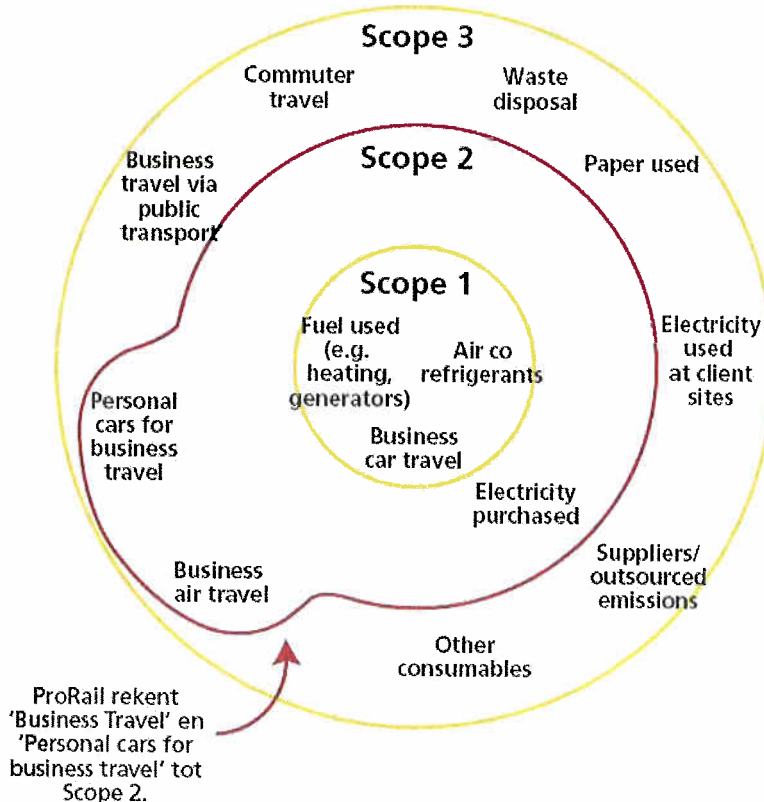 Scope 3
Commuter
travel
Waste
disposal
Business
travel via
public
transport
Scope 2
Paper used
Scope 1
Fuel used
(e.g.
heating,
generators)
Air co
refrigerants
Electricity
used
at client
sites
Personal
cars for
business
travel
Business
car travel
Electricity
purchased
Business
air travel
Suppliers/
outsourced
emissions
Other
consumables
ProRail rekent
'Business Travel' en
'Personal cars for
business travel' tot
Scope 2.